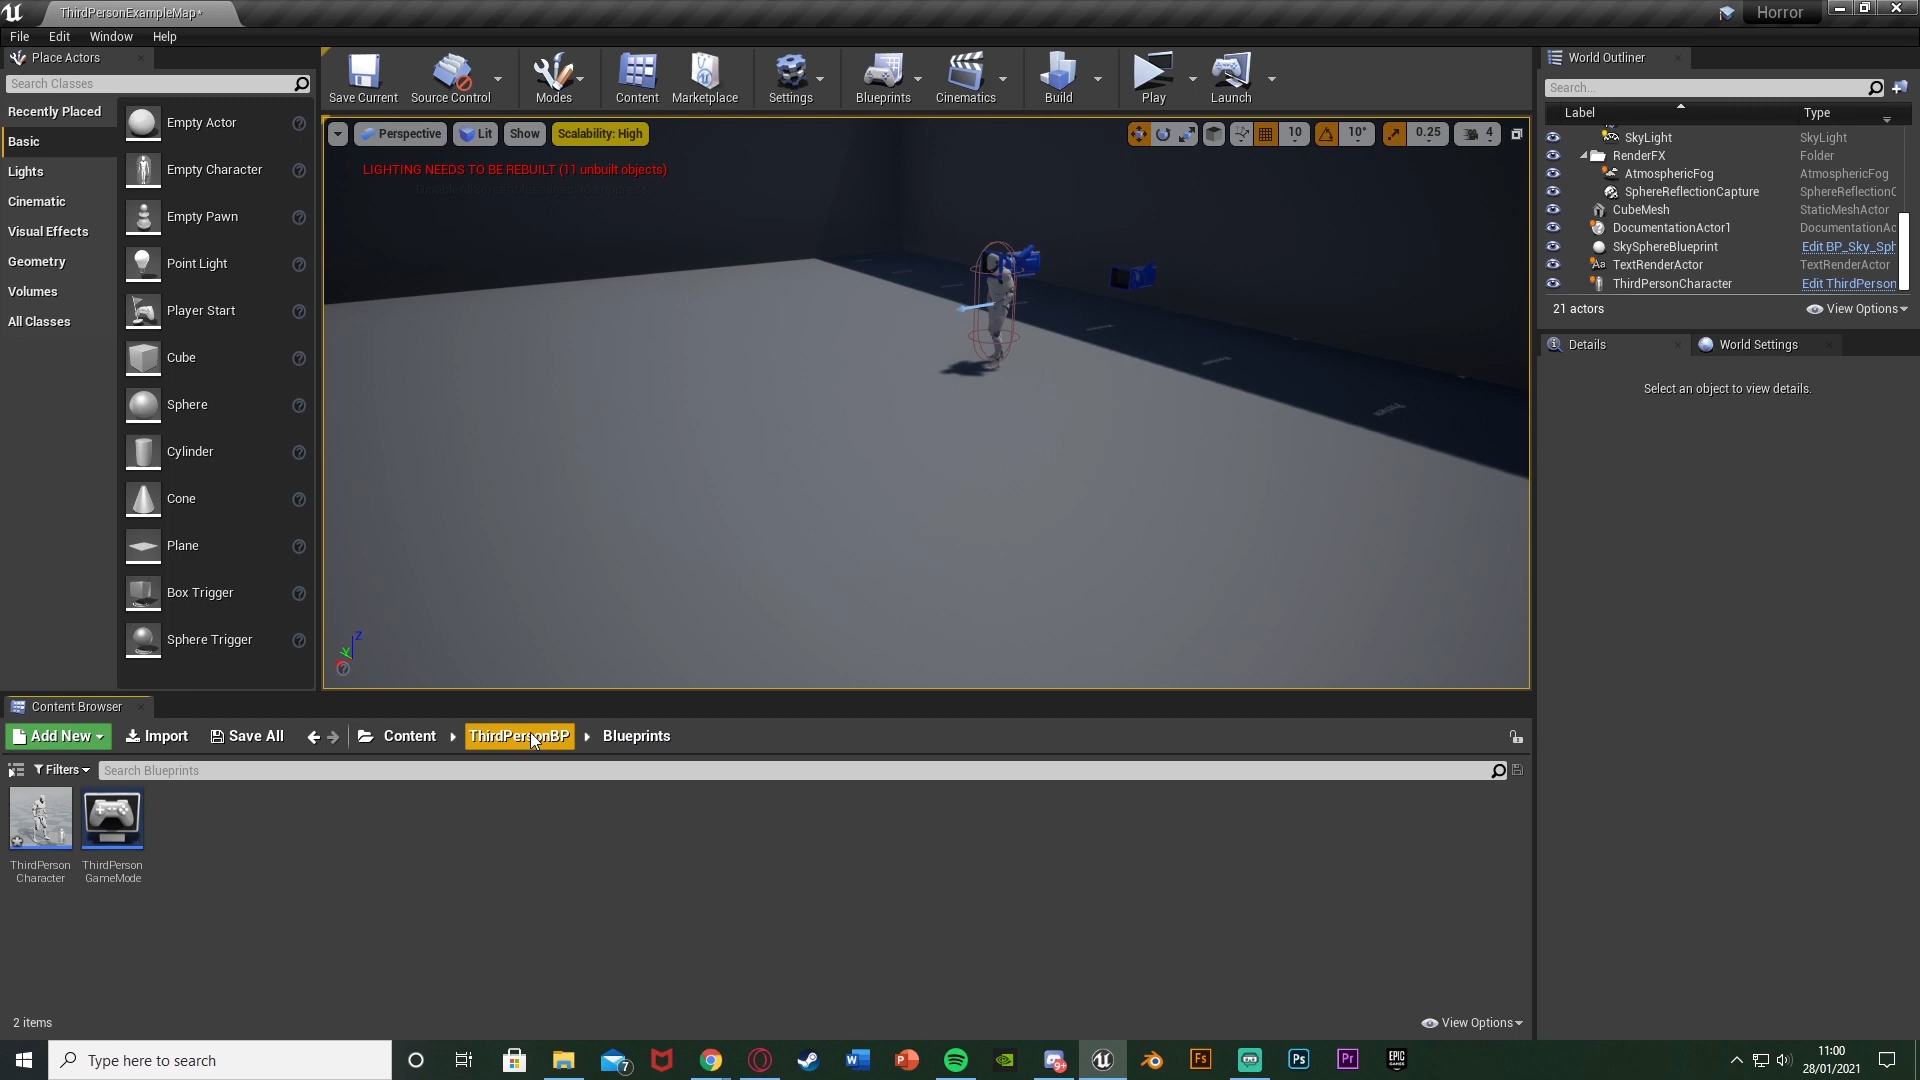 ThirdPersonExampleMap*
Horror
File Edit Window Help
Place Actors
Search Classes
Recently Placed
Basic
Lights
Cinematic
Visual Effects
Geometry
Volumes
All Classes
Empty Actor
Empty Character
Empty Pawn
Point Light
Player Start
Cube
Sphere
Cylinder
Cone
Plane
Box Trigger
Sphere Trigger
Save Current
Source Control
Modes
Content
Marketplace
Settings
Blueprints
Cinematics
Build
Play
Launch
Perspective
Lit
Show
Scalability: High
10
10°
0.25
4
LIGHTING NEEDS TO BE REBUILT (11 unbuilt objects)
Z
Y
World Outliner
Search...
Label Type
SkyLight SkyLight
RenderFX Folder
AtmosphericFog AtmosphericFog
SphereReflectionCapture SphereReflectionC
CubeMesh StaticMeshActor
DocumentationActor1 DocumentationAc
SkySphereBlueprint Edit BP_Sky_Sph
TextRenderActor TextRenderActor
ThirdPersonCharacter Edit ThirdPerson
21 actors
View Options
Details
World Settings
Select an object to view details.
Content Browser
Add New
Import
Save All
Content
ThirdPersonBP
Blueprints
Filters
Search Blueprints
ThirdPerson
Character
ThirdPerson
GameMode
2 items
View Options
Type here to search
7
9+
Fs
Ps
Pr
EPIC
GAMES
11:00
28/01/2021